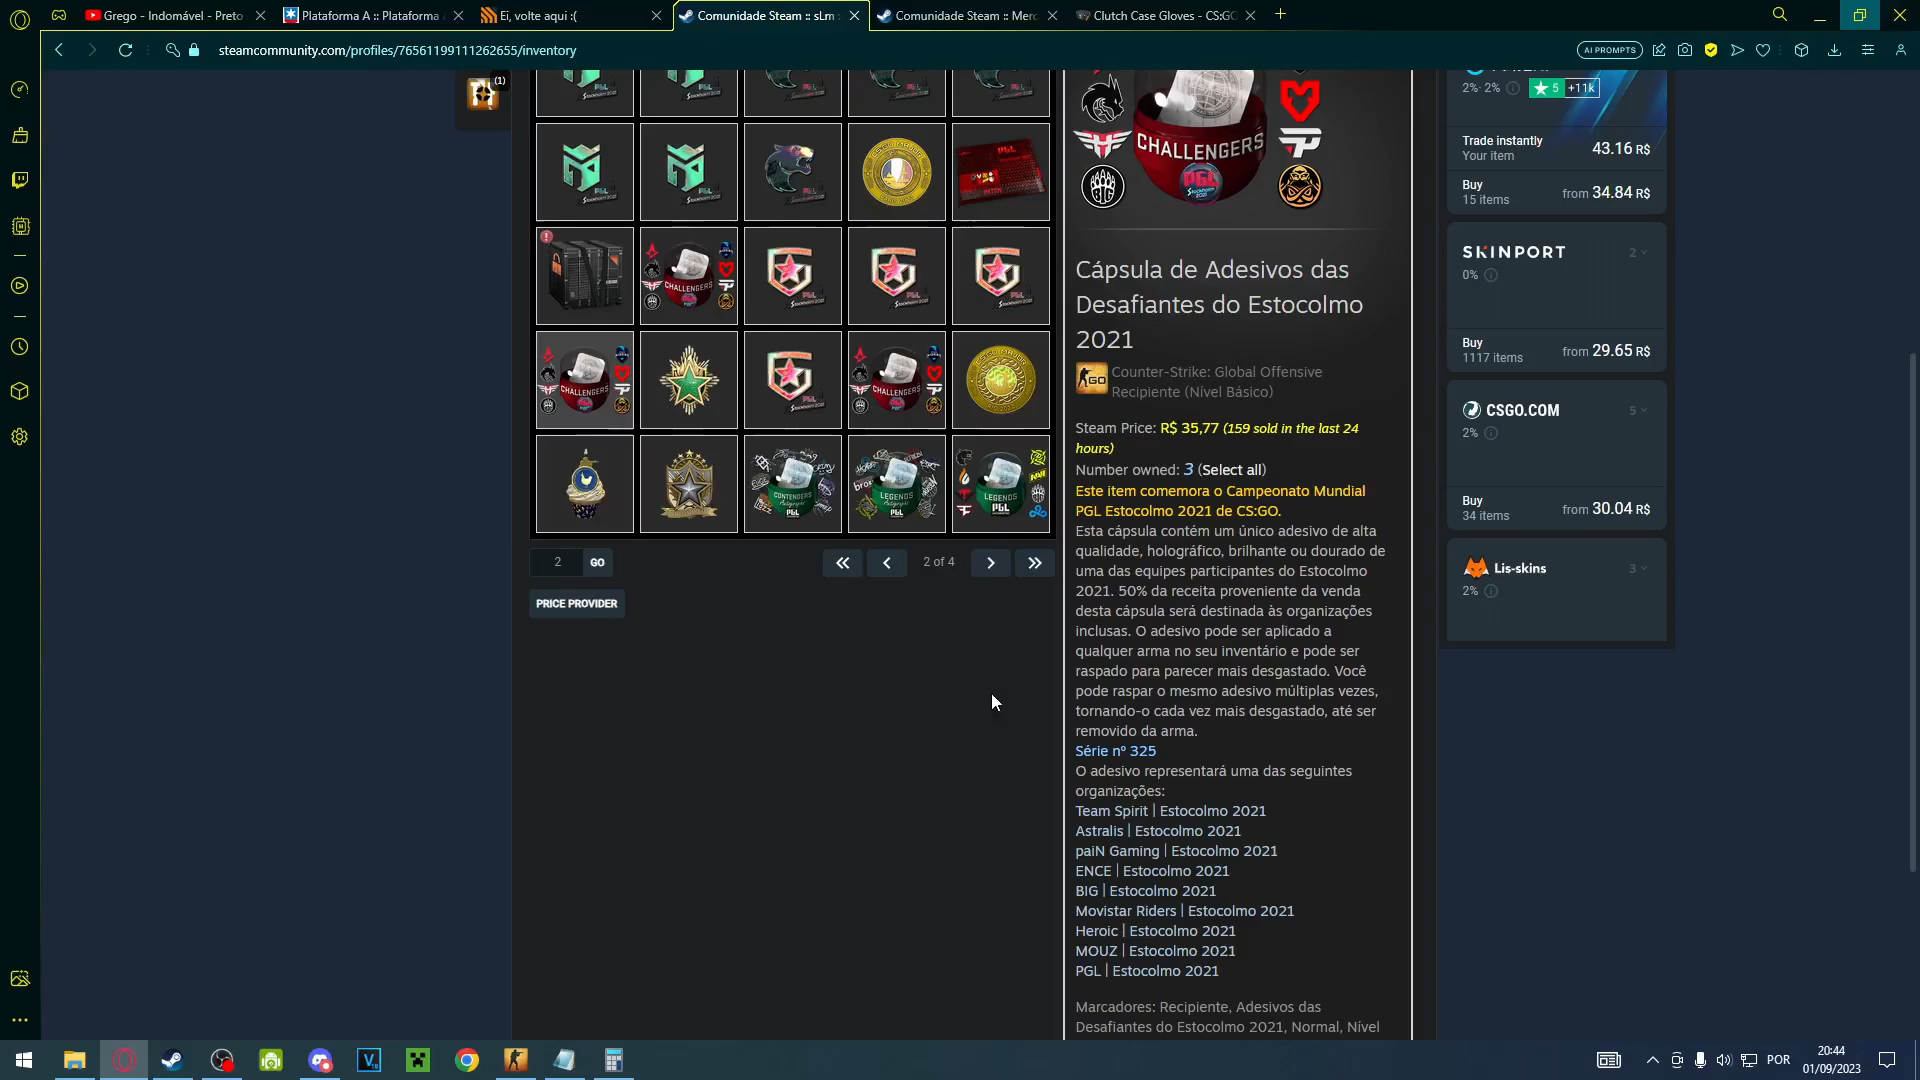 Grego - Indomável - Preto
Plataforma A :: Plataforma
Ei, volte aqui :(
Comunidade Steam :: sLm
Comunidade Steam :: Merc
Clutch Case Gloves - CS:GO
steamcommunity.com/profiles/76561199111262655/inventory
AI PROMPTS
(1)
2%· 2%
5
+11k
Trade instantly
Your item
43.16 R$
Buy
15 items
from 34.84 R$
CHALLENGERS
PGL
SKINPORT
2
0%
Buy
1117 items
from 29.65 R$
CSGO.COM
5
2%
Buy
34 items
from 30.04 R$
Lis-skins
3
2%
Cápsula de Adesivos das
Desafiantes do Estocolmo
2021
Counter-Strike: Global Offensive
Recipiente (Nível Básico)
Steam Price: R$ 35,77 (159 sold in the last 24
hours)
Number owned: 3 (Select all)
Este item comemora o Campeonato Mundial
PGL Estocolmo 2021 de CS:GO.
Esta cápsula contém um único adesivo de alta
qualidade, holográfico, brilhante ou dourado de
uma das equipes participantes do Estocolmo
2021. 50% da receita proveniente da venda
desta cápsula será destinada às organizações
inclusas. O adesivo pode ser aplicado a
qualquer arma no seu inventário e pode ser
raspado para parecer mais desgastado. Você
pode raspar o mesmo adesivo múltiplas vezes,
tornando-o cada vez mais desgastado, até ser
removido da arma.
Série nº 325
O adesivo representará uma das seguintes
organizações:
Team Spirit | Estocolmo 2021
Astralis | Estocolmo 2021
paiN Gaming | Estocolmo 2021
ENCE | Estocolmo 2021
BIG | Estocolmo 2021
Movistar Riders | Estocolmo 2021
Heroic | Estocolmo 2021
MOUZ | Estocolmo 2021
PGL | Estocolmo 2021
Marcadores: Recipiente, Adesivos das
Desafiantes do Estocolmo 2021, Normal, Nível
2
GO
2 of 4
PRICE PROVIDER
POR
20:44
01/09/2023